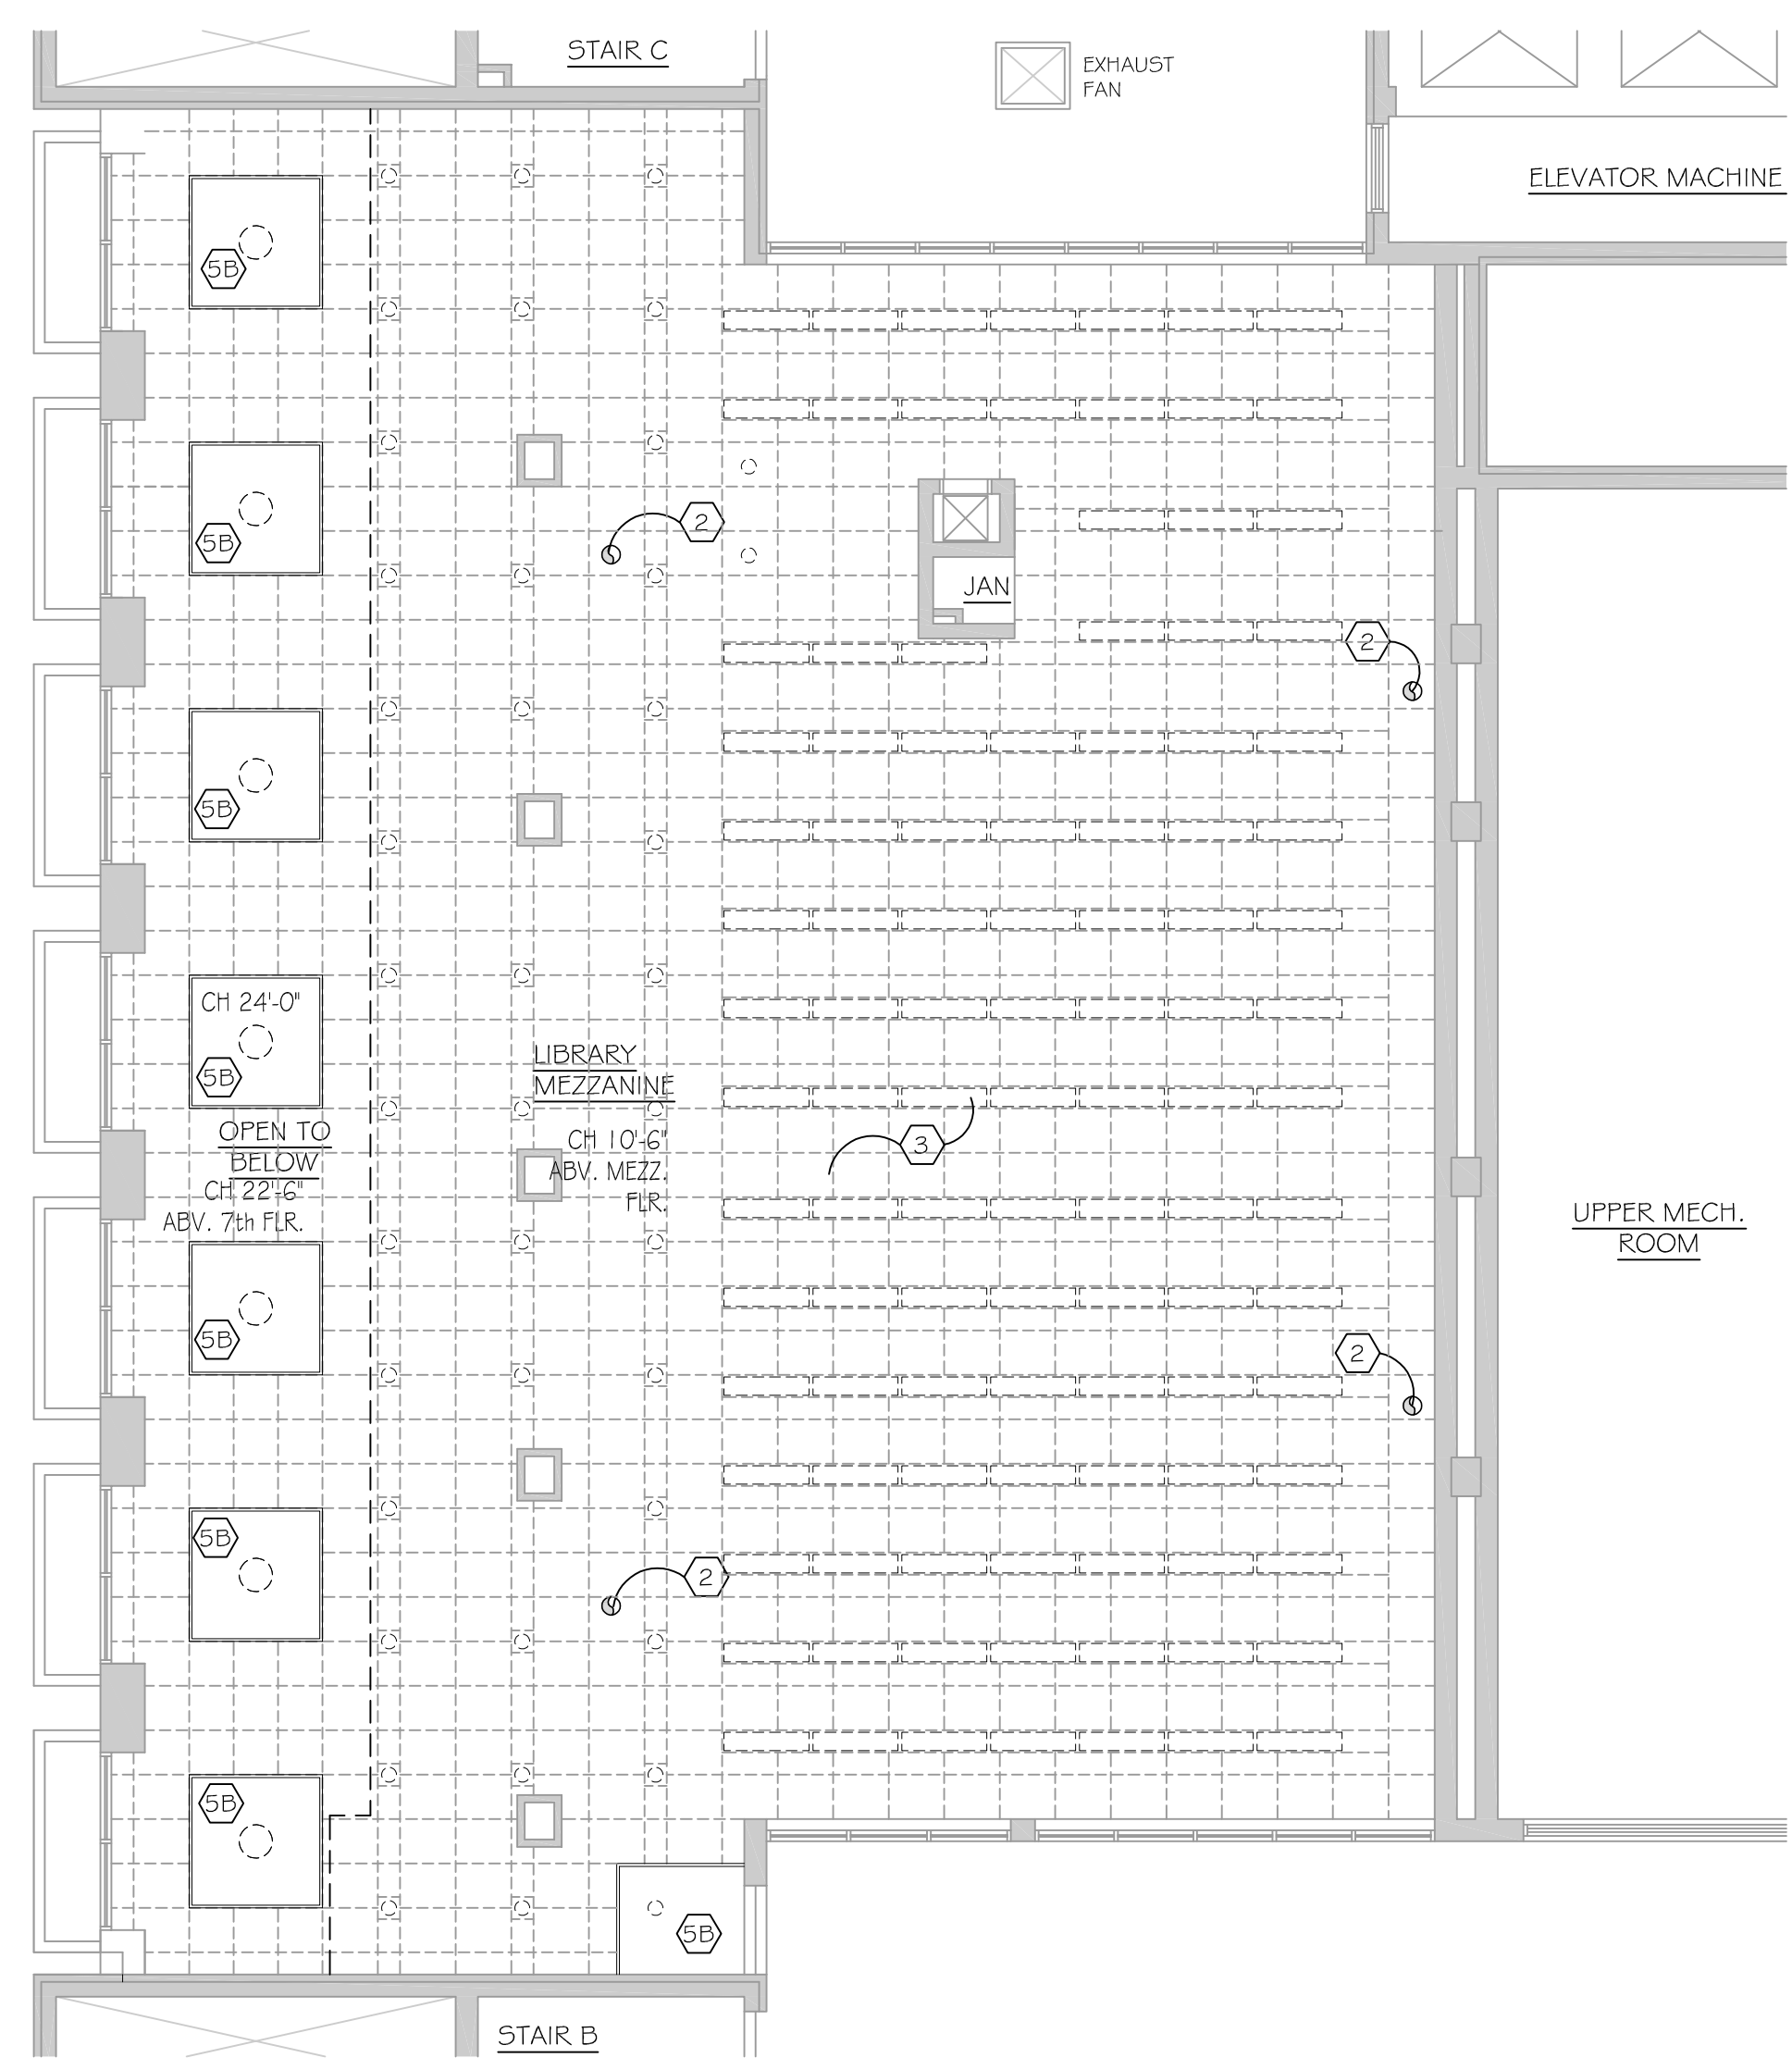 STAIR C
EXHAUST
FAN
ELEVATOR MACHINE
5B
5B
2
JAN
2
5B
CH 24'-0"
5B
LIBRARY
MEZZANINE
OPEN TO
BELOW
CH 22'-6"
ABV. 7th FLR.
CH 10'-6"
ABV. MEZZ.
FLR.
3
UPPER MECH.
ROOM
5B
2
5B
2
5B
5B
STAIR B